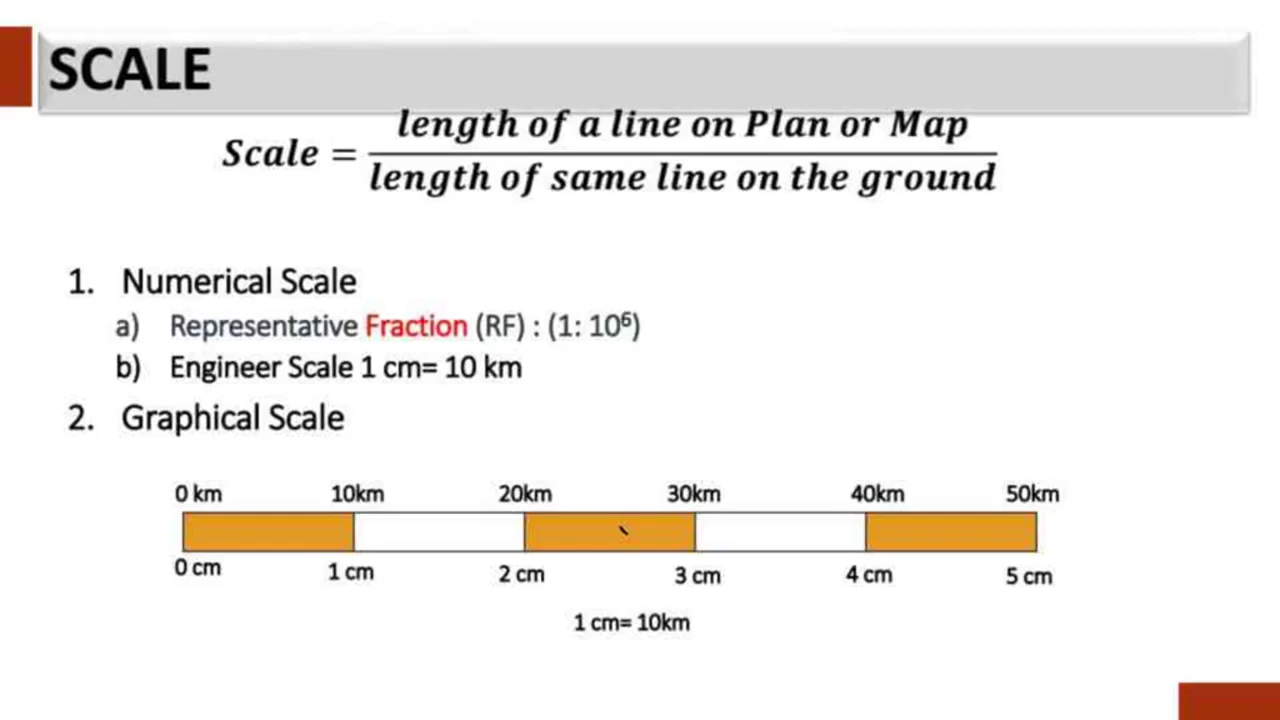 SCALE
Scale = length of a line on Plan or Map
length of same line on the ground
1. Numerical Scale
a) Representative Fraction (RF) : (1: 10⁶)
b) Engineer Scale 1 cm= 10 km
2. Graphical Scale
0 km 10km 20km 30km 40km 50km
0 cm 1 cm 2 cm 3 cm 4 cm 5 cm
1 cm= 10km